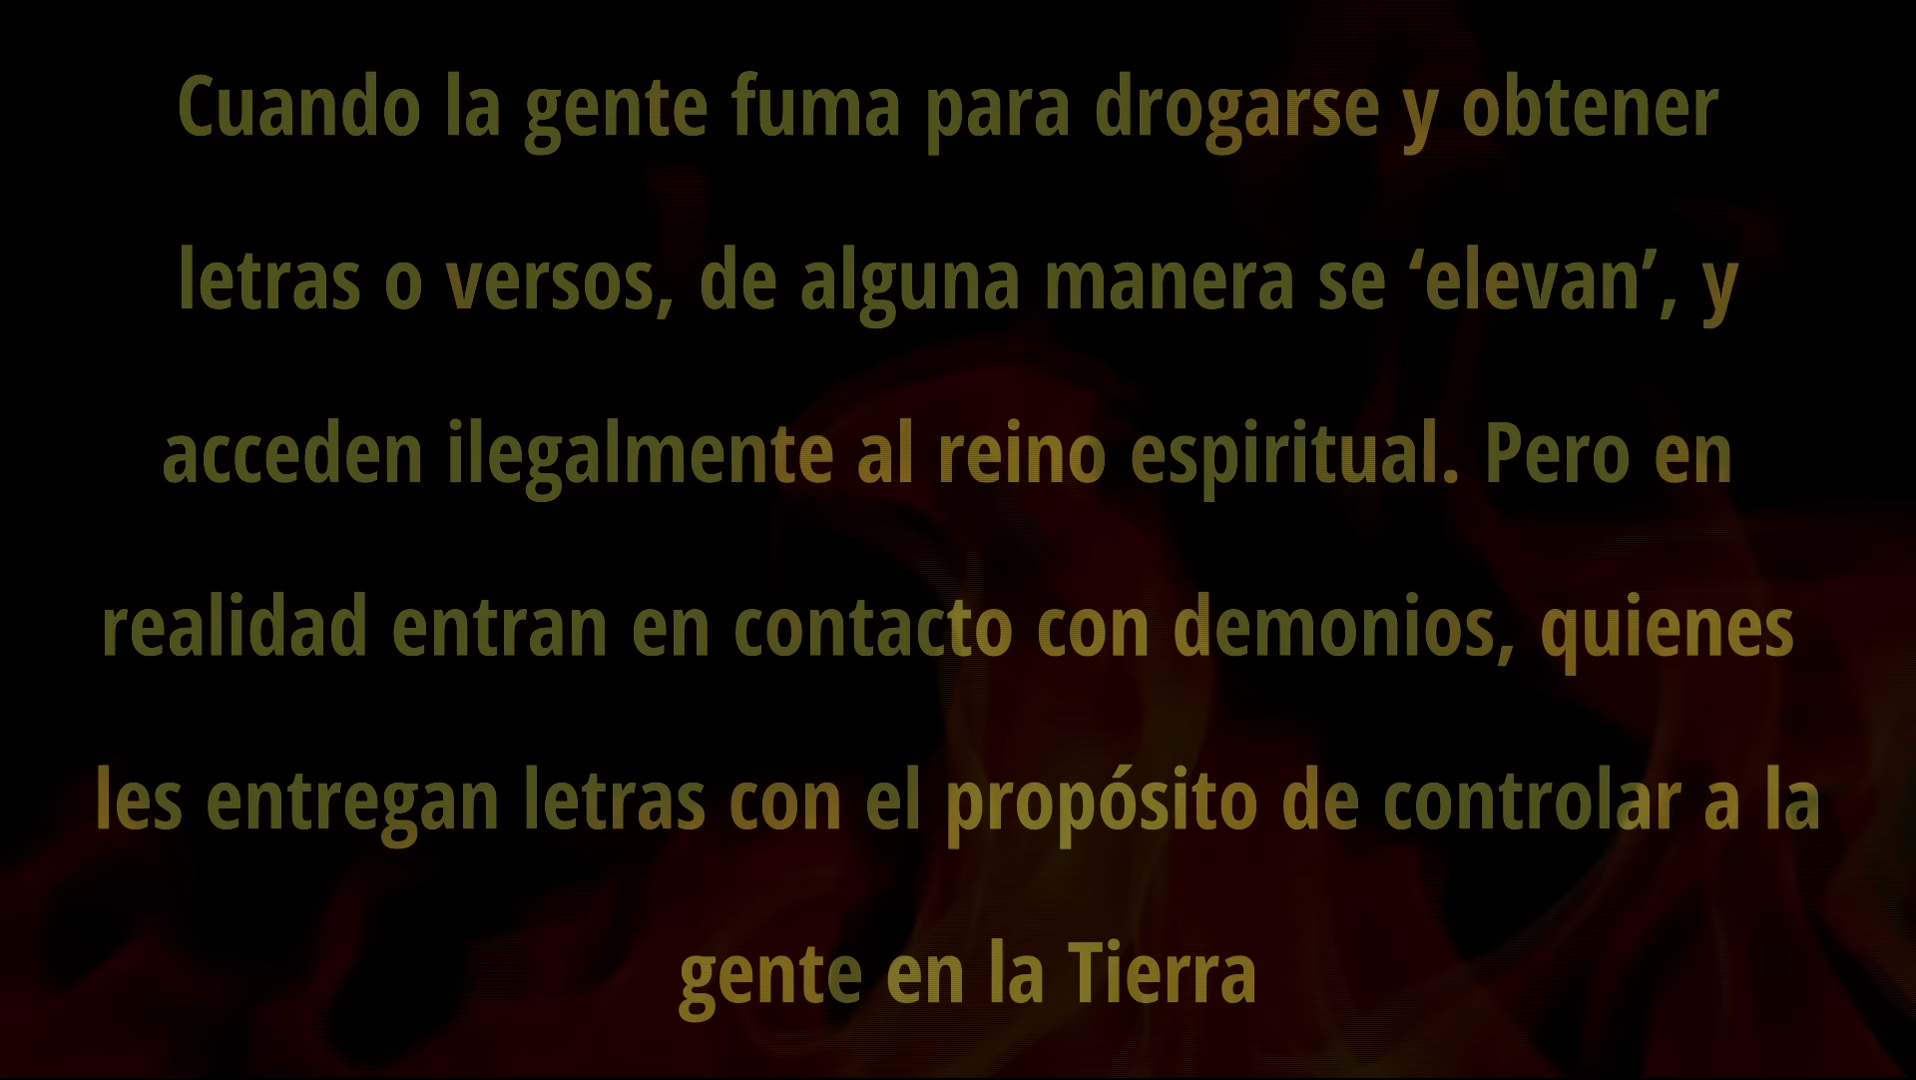 Cuando la gente fuma para drogarse y obtener
letras o versos, de alguna manera se ‘elevan’, y
acceden ilegalmente al reino espiritual. Pero en
realidad entran en contacto con demonios, quienes
les entregan letras con el propósito de controlar a la
gente en la Tierra